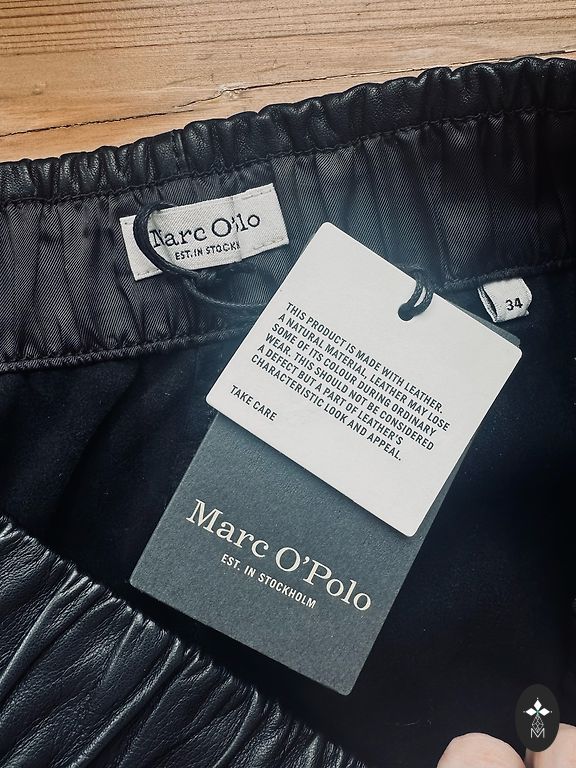 Marc O'Polo
EST. IN STOCKH
34
THIS PRODUCT IS MADE WITH LEATHER.
A NATURAL MATERIAL. LEATHER MAY LOSE
SOME OF ITS COLOUR DURING ORDINARY
WEAR. THIS SHOULD NOT BE CONSIDERED
A DEFECT BUT A PART OF LEATHER'S
CHARACTERISTIC LOOK AND APPEAL.
TAKE CARE
Marc O'Polo
EST. IN STOCKHOLM
M